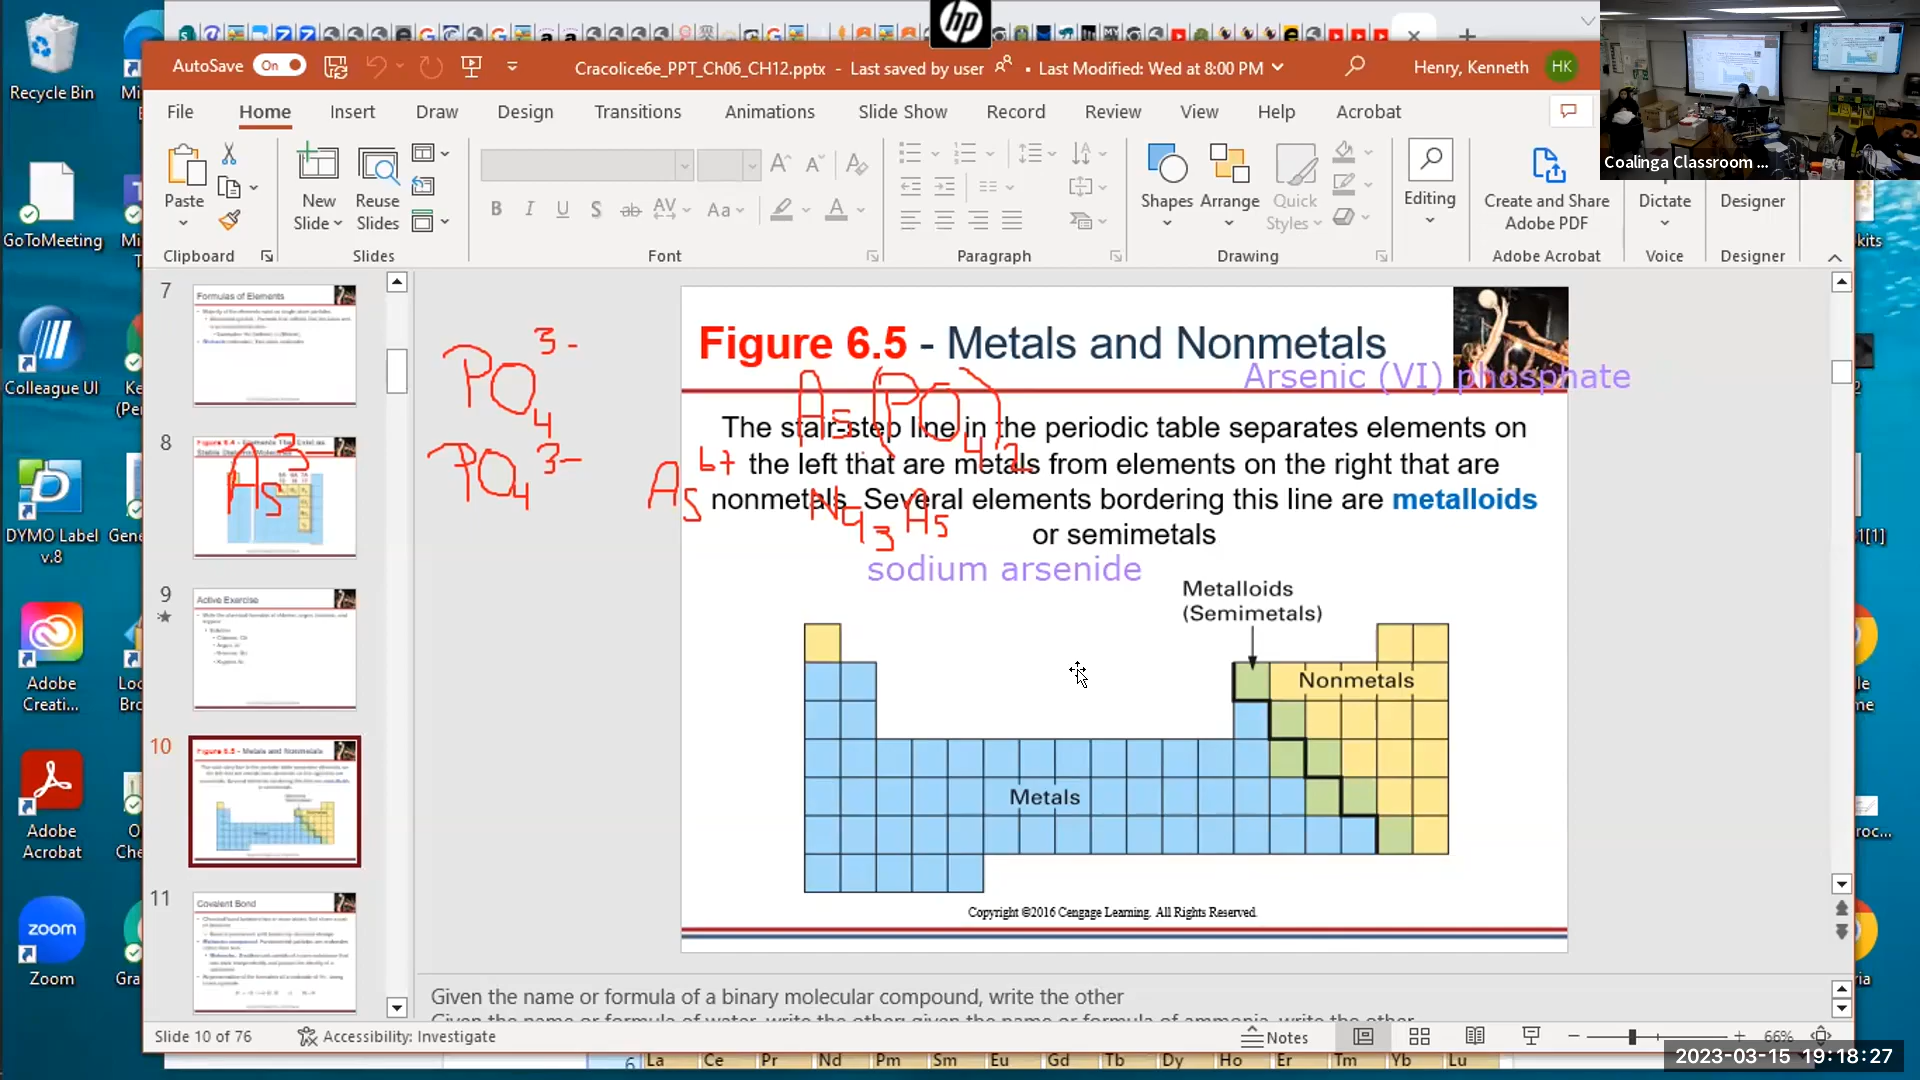 Recycle Bin
GoToMeeting
Colleague UI
DYMO Label
v.8
Adobe
Creati...
Adobe
Acrobat
Zoom
AutoSave On
Cracolice6e_PPT_Ch06_CH12.pptx - Last saved by user • Last Modified: Wed at 8:00 PM
Henry, Kenneth HK
File Home Insert Draw Design Transitions Animations Slide Show Record Review View Help Acrobat
Paste
New
Slide
Reuse
Slides
Shapes Arrange Quick
Styles
Editing
Create and Share
Adobe PDF
Dictate
Designer
Clipboard Slides Font Paragraph Drawing Adobe Acrobat Voice Designer
Coalinga Classroom ...
7
Formulas of Elements
8
9
Active Exercise
10
Figure 6.5 - Metals and Nonmetals
11
Covalent Bond
PO4 3-
PO4 3-
As 3-
Figure 6.5 - Metals and Nonmetals
Arsenic (VI) phosphate
As (PO4)2
As 6+
The stair-step line in the periodic table separates elements on
the left that are metals from elements on the right that are
nonmetals. Several elements bordering this line are metalloids
or semimetals
Na3As
sodium arsenide
Metalloids
(Semimetals)
Nonmetals
Metals
Copyright ©2016 Cengage Learning. All Rights Reserved.
Given the name or formula of a binary molecular compound, write the other
Slide 10 of 76
Accessibility: Investigate
Notes
66%
La Ce Pr Nd Pm Sm Eu Gd Tb Dy Ho Er Tm Yb Lu
2023-03-15 19:18:27